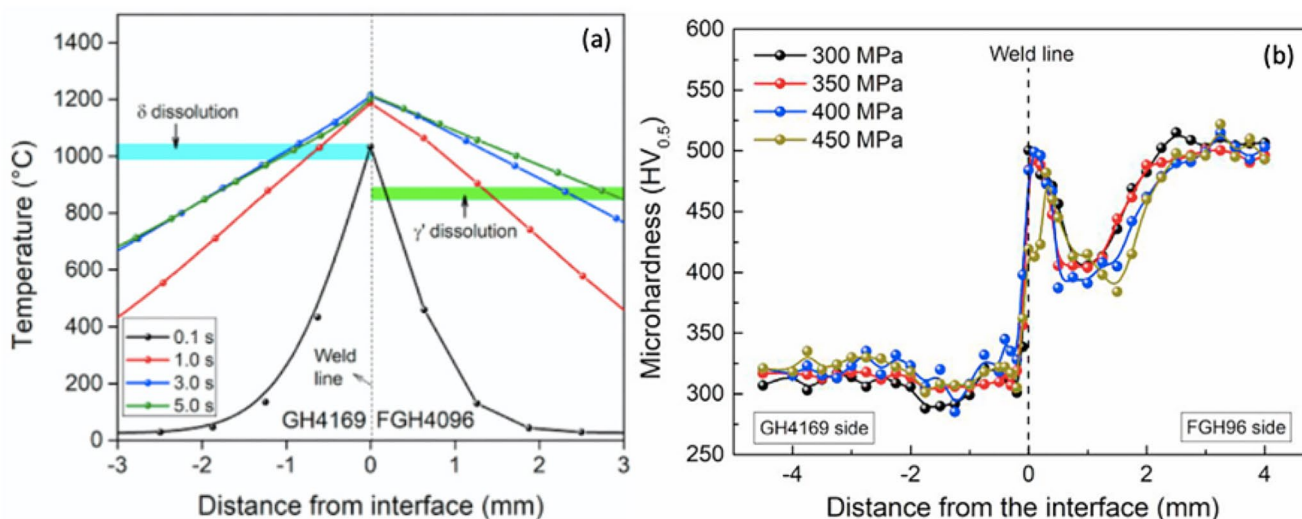 (a)
1400
1200
1000
800
600
400
200
0
Temperature (°C)
δ dissolution
γ' dissolution
0.1 s
1.0 s
3.0 s
5.0 s
Weld
line
GH4169
FGH4096
-3
-2
-1
0
1
2
3
Distance from interface (mm)
(b)
600
550
500
450
400
350
300
250
Microhardness (HV0.5)
Weld line
300 MPa
350 MPa
400 MPa
450 MPa
GH4169 side
FGH96 side
-4
-2
0
2
4
Distance from the interface (mm)